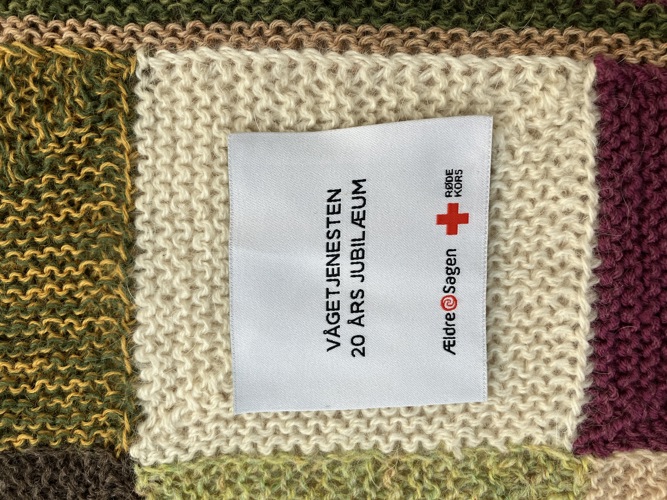 VÅGETJENESTEN
20 ÅRS JUBILÆUM
Ældre Sagen
RØDE
KORS